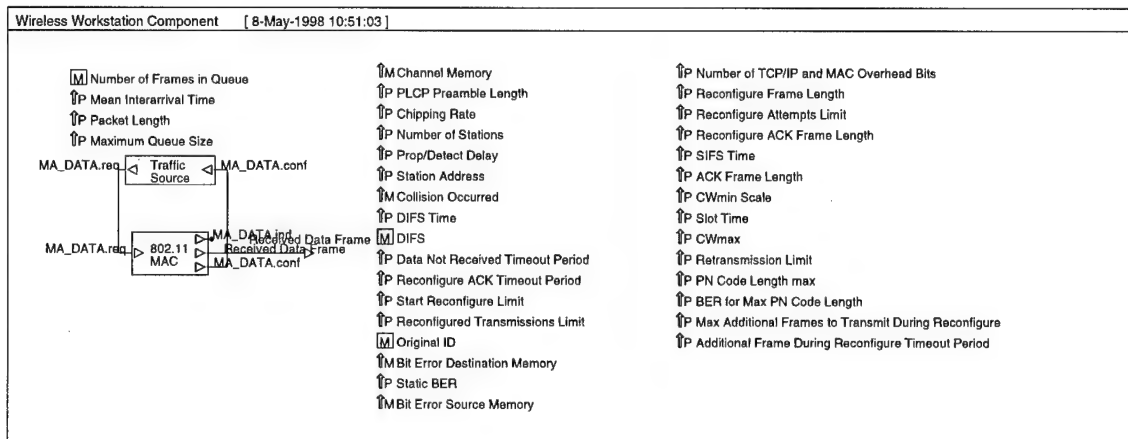 Wireless Workstation Component [ 8-May-1998 10:51:03 ]
M Number of Frames in Queue
⇑P Mean Interarrival Time
⇑P Packet Length
⇑P Maximum Queue Size
MA_DATA.req
Traffic
Source
MA_DATA.conf
MA_DATA.req
802.11
MAC
MA_DATA.ind
Received Data Frame
Received Data Frame
MA_DATA.conf
⇑M Channel Memory
⇑P PLCP Preamble Length
⇑P Chipping Rate
⇑P Number of Stations
⇑P Prop/Detect Delay
⇑P Station Address
⇑M Collision Occurred
⇑P DIFS Time
M DIFS
⇑P Data Not Received Timeout Period
⇑P Reconfigure ACK Timeout Period
⇑P Start Reconfigure Limit
⇑P Reconfigured Transmissions Limit
M Original ID
⇑M Bit Error Destination Memory
⇑P Static BER
⇑M Bit Error Source Memory
⇑P Number of TCP/IP and MAC Overhead Bits
⇑P Reconfigure Frame Length
⇑P Reconfigure Attempts Limit
⇑P Reconfigure ACK Frame Length
⇑P SIFS Time
⇑P ACK Frame Length
⇑P CWmin Scale
⇑P Slot Time
⇑P CWmax
⇑P Retransmission Limit
⇑P PN Code Length max
⇑P BER for Max PN Code Length
⇑P Max Additional Frames to Transmit During Reconfigure
⇑P Additional Frame During Reconfigure Timeout Period